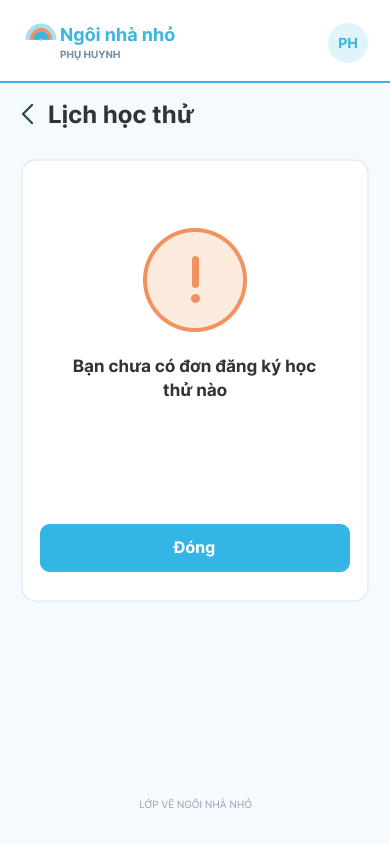 Ngôi nhà nhỏ
PHỤ HUYNH
PH
Lịch học thử
Bạn chưa có đơn đăng ký học
thử nào
Đóng
LỚP VẼ NGÔI NHÀ NHỎ